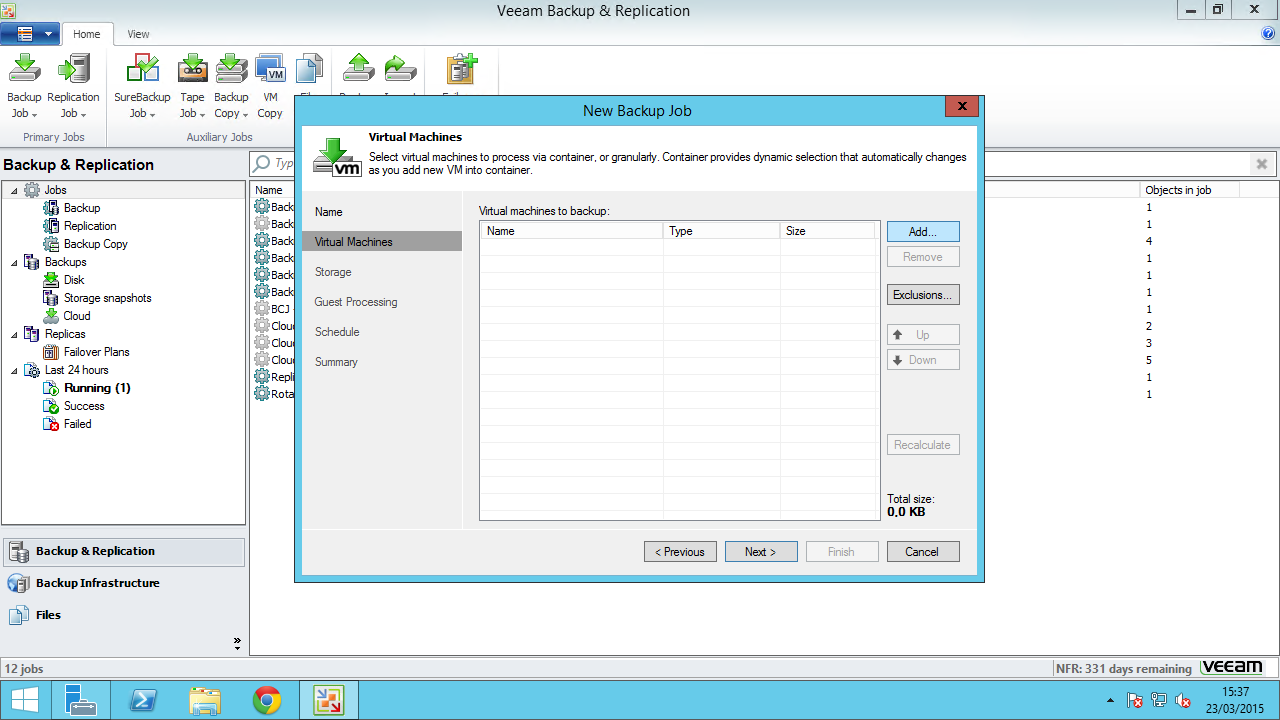 Veeam Backup & Replication
Home
View
Backup Job
Replication Job
SureBackup Job
Tape Job
Backup Copy
VM Copy
Primary Jobs
Auxiliary Jobs
Backup & Replication
Jobs
Backup
Replication
Backup Copy
Backups
Disk
Storage snapshots
Cloud
Replicas
Failover Plans
Last 24 hours
Running (1)
Success
Failed
Backup & Replication
Backup Infrastructure
Files
Name
Objects in job
Back 1
Back 1
Back 4
Back 1
Back 1
Back 1
BCJ 1
Clou 2
Clou 3
Clou 5
Repli 1
Rota 1
New Backup Job
X
vm
Virtual Machines
Select virtual machines to process via container, or granularly. Container provides dynamic selection that automatically changes
as you add new VM into container.
Name
Virtual Machines
Storage
Guest Processing
Schedule
Summary
Virtual machines to backup:
Name Type Size
Add...
Remove
Exclusions...
Up
Down
Recalculate
Total size:
0.0 KB
< Previous Next > Finish Cancel
12 jobs
NFR: 331 days remaining
veeam
15:37
23/03/2015